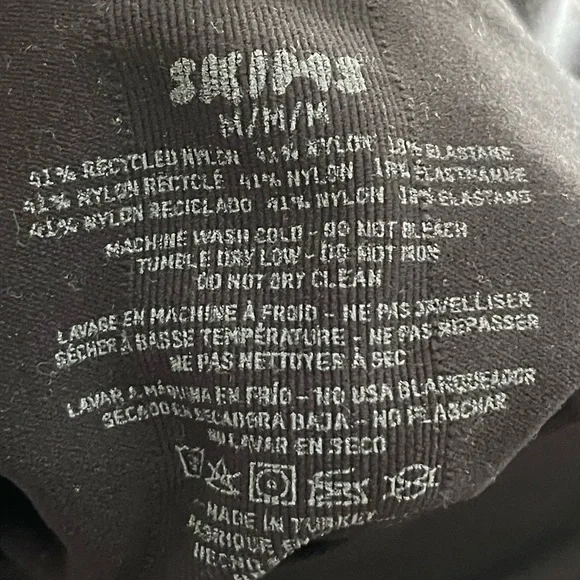 SKIMS
M/M/M
41% RECYCLED NYLON 41% NYLON 18% ELASTANE
41% NYLON RECYCLÉ 41% NYLON 18% ÉLASTHANNE
41% NYLON RECICLADO 41% NYLON 18% ELASTANO
MACHINE WASH COLD - DO NOT BLEACH
TUMBLE DRY LOW - DO NOT IRON
DO NOT DRY CLEAN
LAVAGE EN MACHINE À FROID - NE PAS JAVELLISER
SÉCHER À BASSE TEMPÉRATURE - NE PAS REPASSER
NE PAS NETTOYER À SEC
LAVAR A MÁQUINA EN FRÍO - NO USA BLANQUEADOR
SECADO EN SECADORA BAJA - NO PLANCHAR
NO LAVAR EN SECO
MADE IN TURKEY
FABRIQUÉ
HECHO E